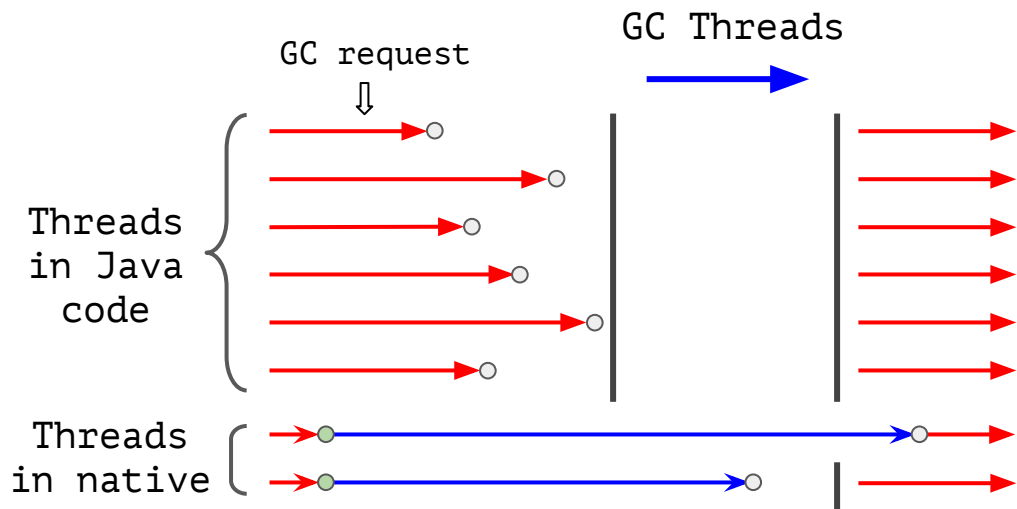 GC Threads
GC request
Threads
in Java
code
Threads
in native